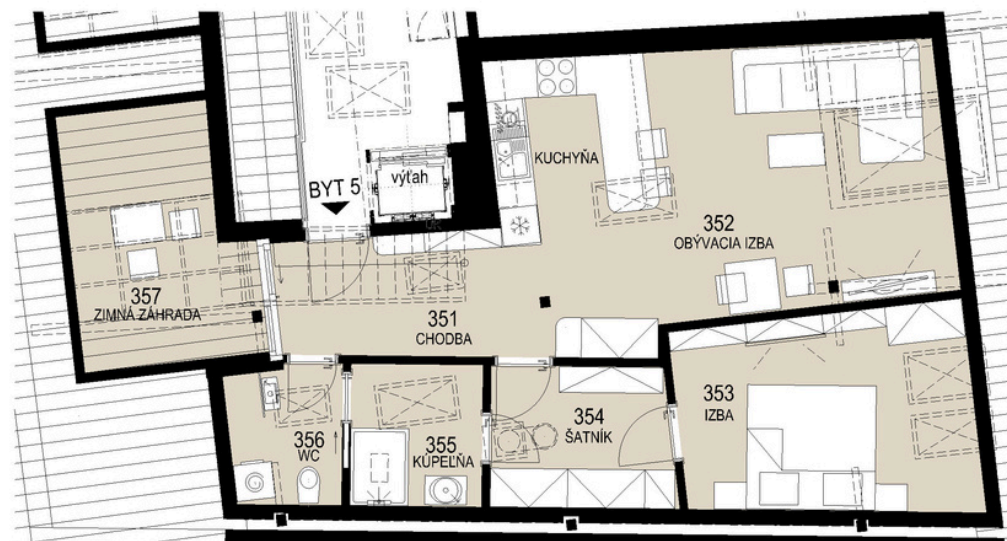 BYT 5
výťah
KUCHYŇA
352
OBÝVACIA IZBA
357
ZIMNÁ ZÁHRADA
351
CHODBA
353
IZBA
354
ŠATNÍK
356
WC
355
KÚPEĽŇA